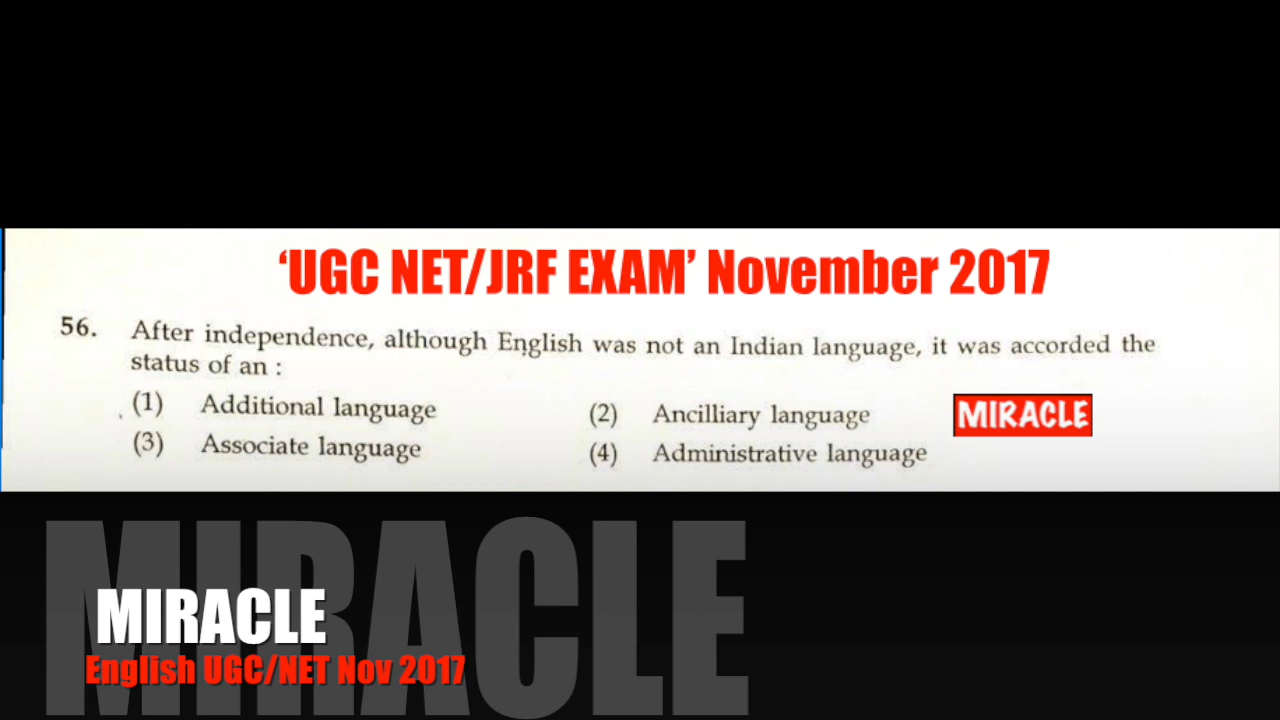 ‘UGC NET/JRF EXAM’ November 2017
56. After independence, although English was not an Indian language, it was accorded the
status of an :
(1) Additional language (2) Ancilliary language
MIRACLE
(3) Associate language (4) Administrative language
MIRACLE
MIRACLE
English UGC/NET Nov 2017